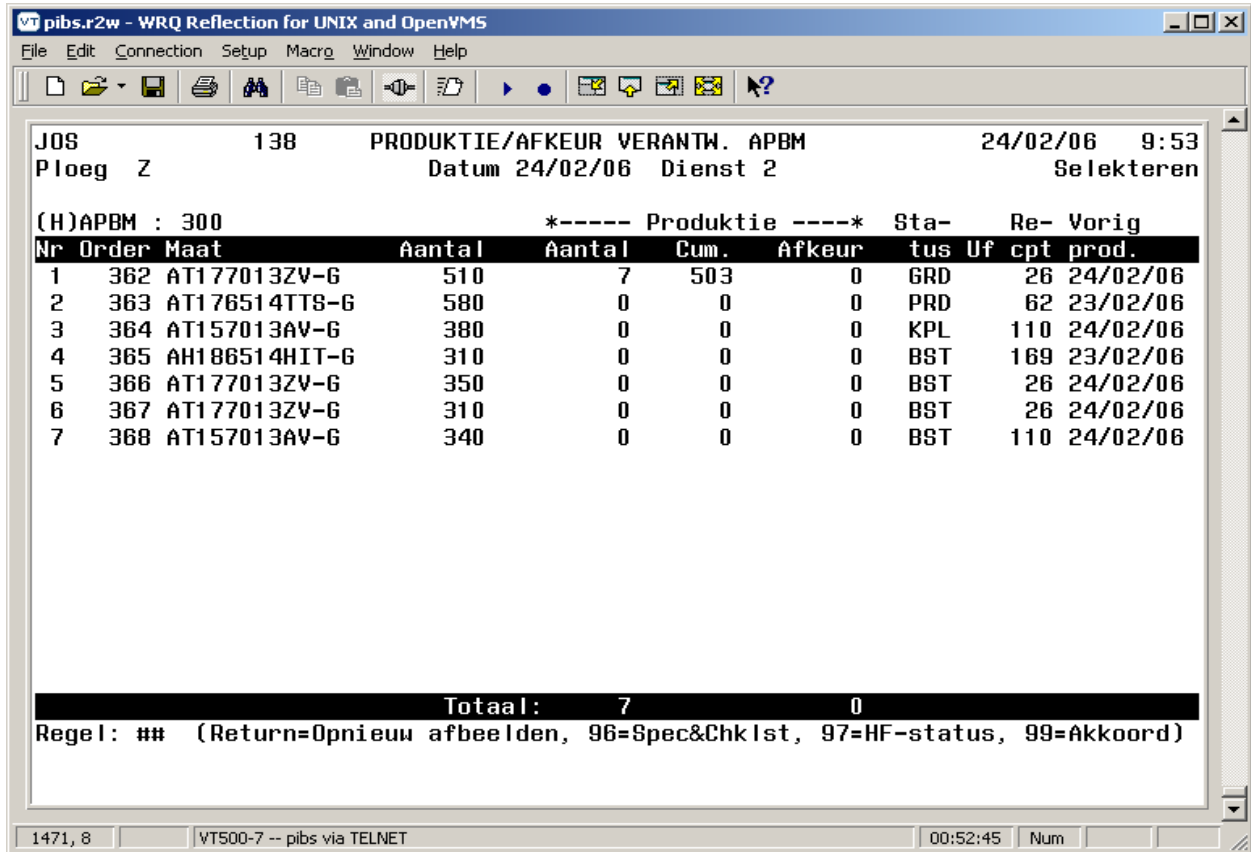 pibs.r2w - WRQ Reflection for UNIX and OpenVMS
File Edit Connection Setup Macro Window Help
JOS 138 PRODUKTIE/AFKEUR VERANTW. APBM 24/02/06 9:53
Ploeg Z Datum 24/02/06 Dienst 2 Selekteren
(H)APBM : 300 *----- Produktie ----* Sta- Re- Vorig
Nr Order Maat Aantal Aantal Cum. Afkeur tus Uf cpt prod.
1 362 AT177013ZV-G 510 7 503 0 GRD 26 24/02/06
2 363 AT176514TTS-G 580 0 0 0 PRD 62 23/02/06
3 364 AT157013AV-G 380 0 0 0 KPL 110 24/02/06
4 365 AH186514HIT-G 310 0 0 0 BST 169 23/02/06
5 366 AT177013ZV-G 350 0 0 0 BST 26 24/02/06
6 367 AT177013ZV-G 310 0 0 0 BST 26 24/02/06
7 368 AT157013AV-G 340 0 0 0 BST 110 24/02/06
Totaal: 7 0
Regel: ## (Return=Opnieuw afbeelden, 96=Spec&Chklst, 97=HF-status, 99=Akkoord)
1471, 8 VT500-7 -- pibs via TELNET 00:52:45 Num